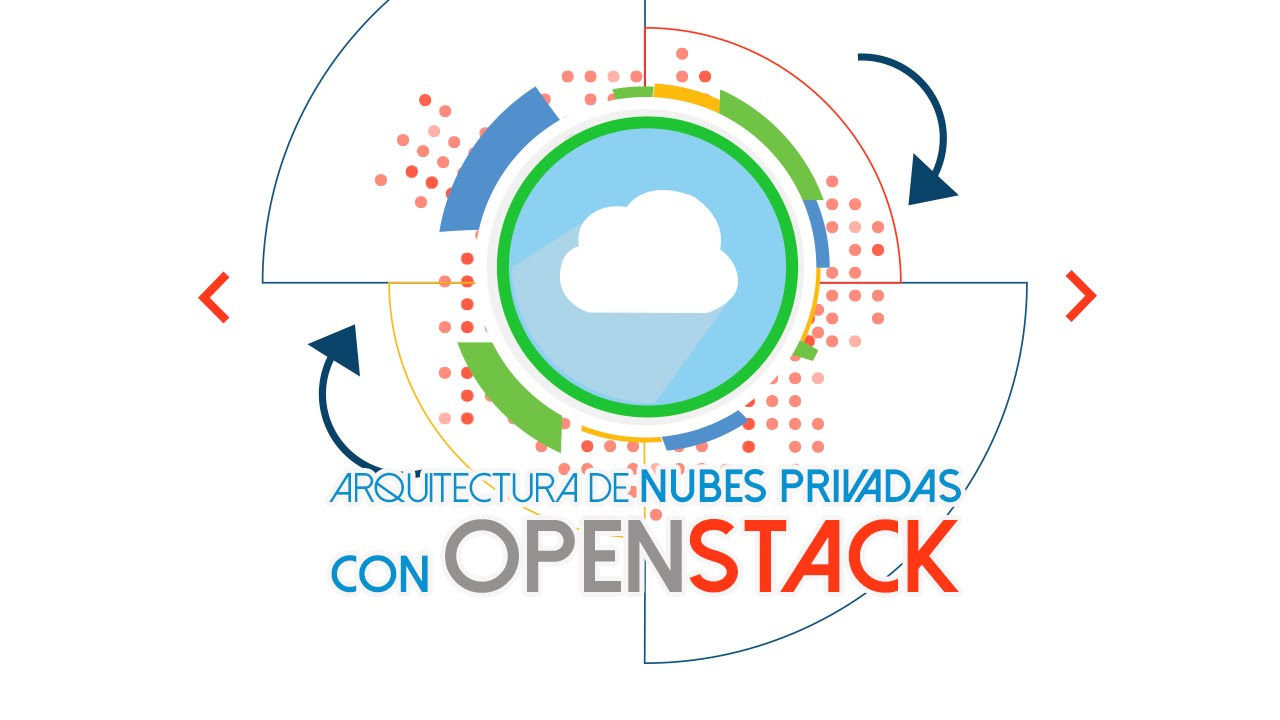 ARQUITECTURA DE NUBES PRIVADAS
CON OPENSTACK